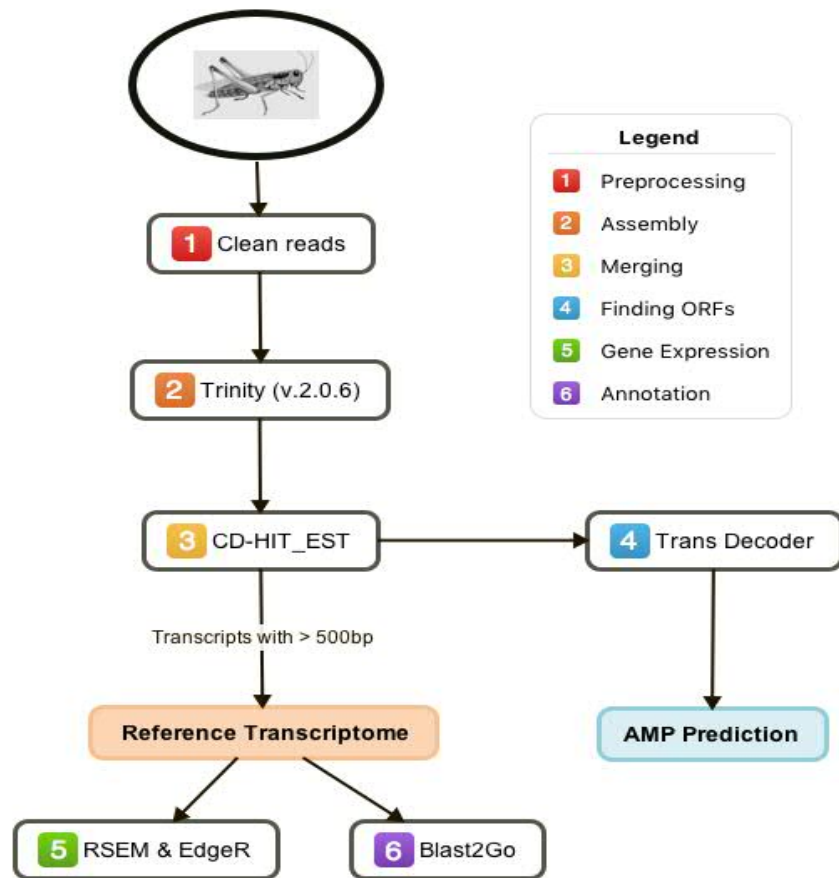 Legend
1 Preprocessing
2 Assembly
3 Merging
4 Finding ORFs
5 Gene Expression
6 Annotation
1 Clean reads
2 Trinity (v.2.0.6)
3 CD-HIT_EST
4 Trans Decoder
Transcripts with > 500bp
Reference Transcriptome
AMP Prediction
5 RSEM & EdgeR
6 Blast2Go